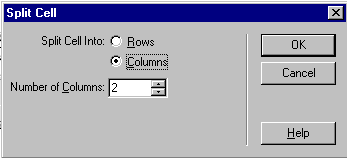 Split Cell
Split Cell Into: Rows
Columns
Number of Columns: 2
OK
Cancel
Help